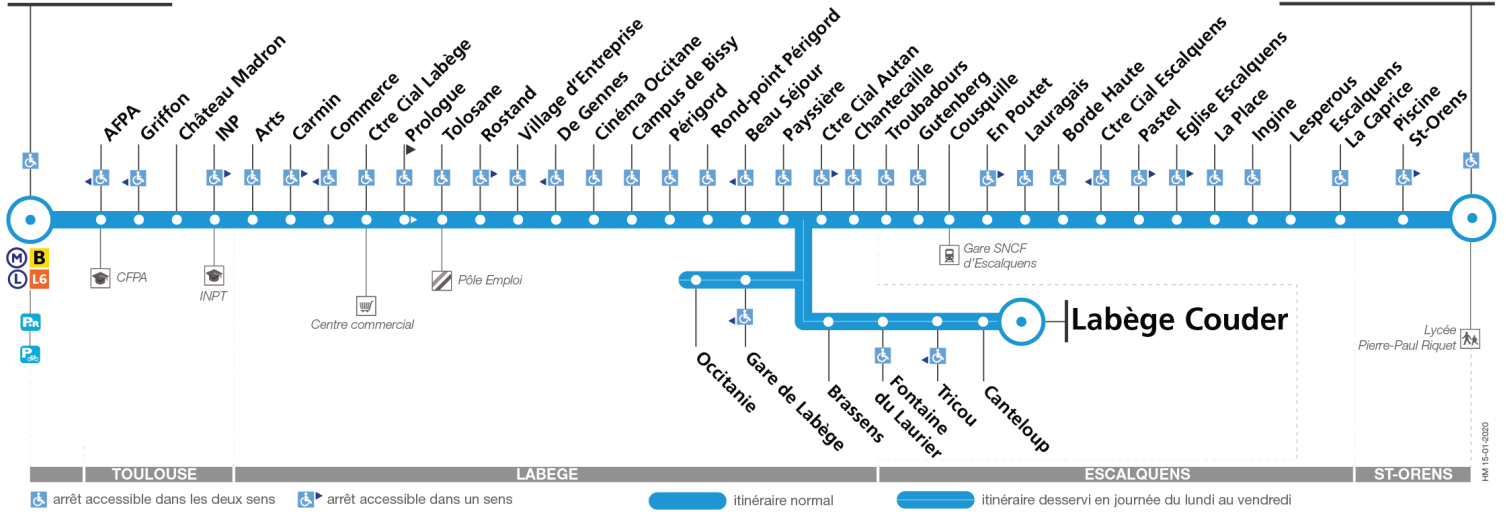 AFPA
Griffon
Château Madron
INP
Arts
Carmin
Commerce
Ctre Cial Labège
Prologue
Tolosane
Rostand
Village d'Entreprise
De Gennes
Cinéma Occitane
Campus de Bissy
Périgord
Rond-point Périgord
Beau Séjour
Payssière
Ctre Cial Autan
Chantecaille
Troubadours
Gutenberg
Cousquille
En Poutet
Lauragais
Borde Haute
Ctre Cial Escalquens
Pastel
Eglise Escalquens
La Place
Ingine
Lesperous
Escalquens
La Caprice
Piscine
St-Orens
M B
L L6
P+R
P
CFPA
INPT
Centre commercial
Pôle Emploi
Gare SNCF
d'Escalquens
Lycée
Pierre-Paul Riquet
Labège Couder
Occitanie
Gare de Labège
Brassens
Fontaine
du Laurier
Tricou
Canteloup
TOULOUSE
LABEGE
ESCALQUENS
ST-ORENS
HM 15-01-2020
arrêt accessible dans les deux sens
arrêt accessible dans un sens
itinéraire normal
itinéraire desservi en journée du lundi au vendredi